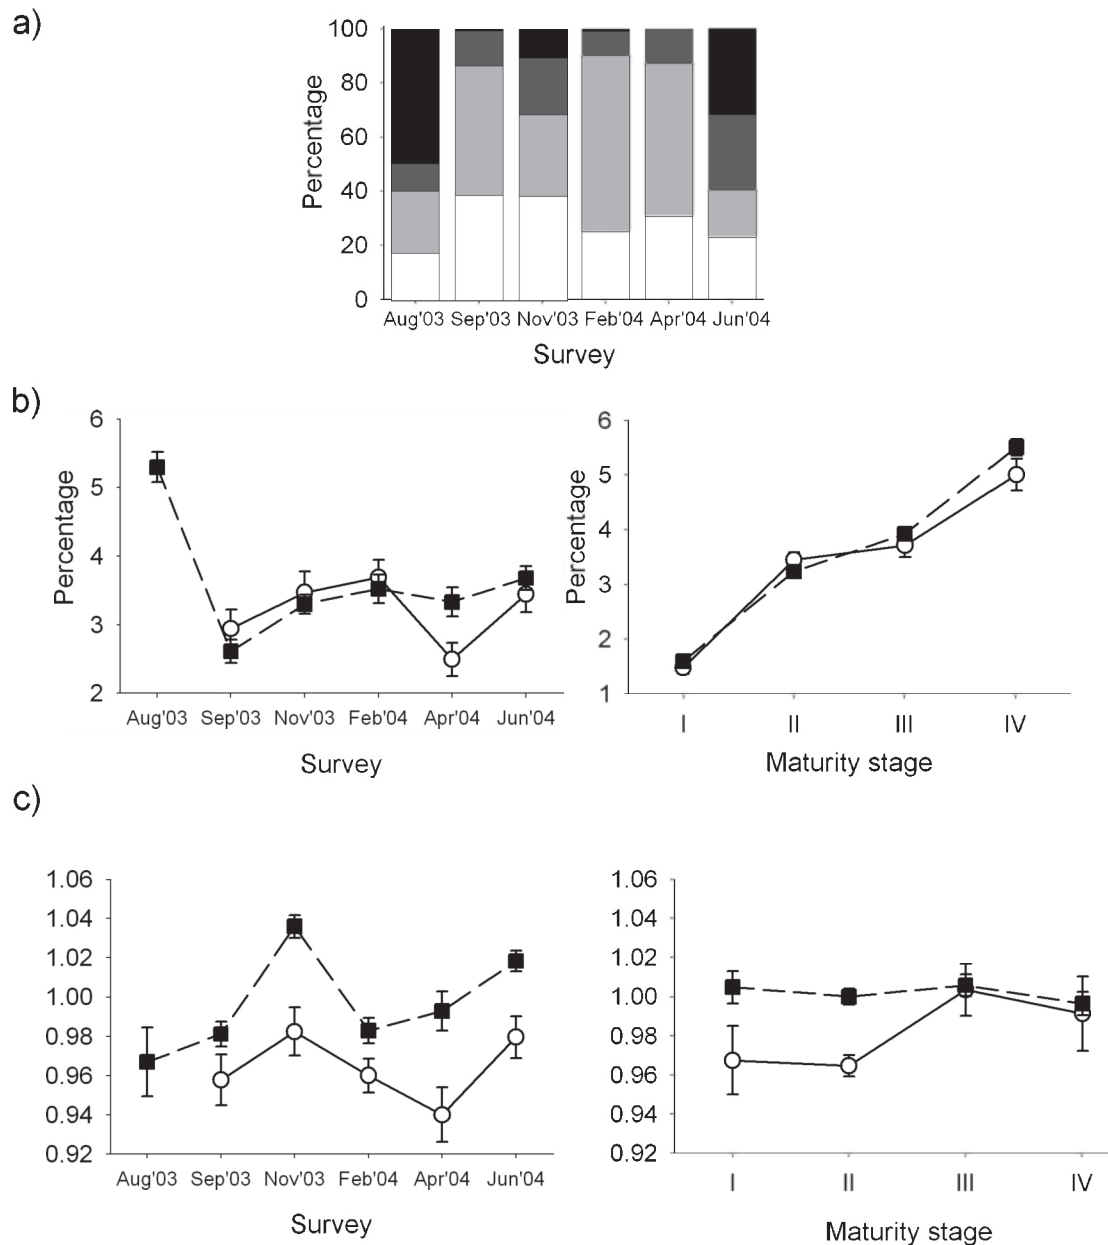 a)
Percentage
100
80
60
40
20
0
Aug'03 Sep'03 Nov'03 Feb'04 Apr'04 Jun'04
Survey
b)
Percentage
6
5
4
3
2
Aug'03 Sep'03 Nov'03 Feb'04 Apr'04 Jun'04
Survey
Percentage
6
5
4
3
2
1
I II III IV
Maturity stage
c)
1.06
1.04
1.02
1.00
0.98
0.96
0.94
0.92
Aug'03 Sep'03 Nov'03 Feb'04 Apr'04 Jun'04
Survey
1.06
1.04
1.02
1.00
0.98
0.96
0.94
0.92
I II III IV
Maturity stage